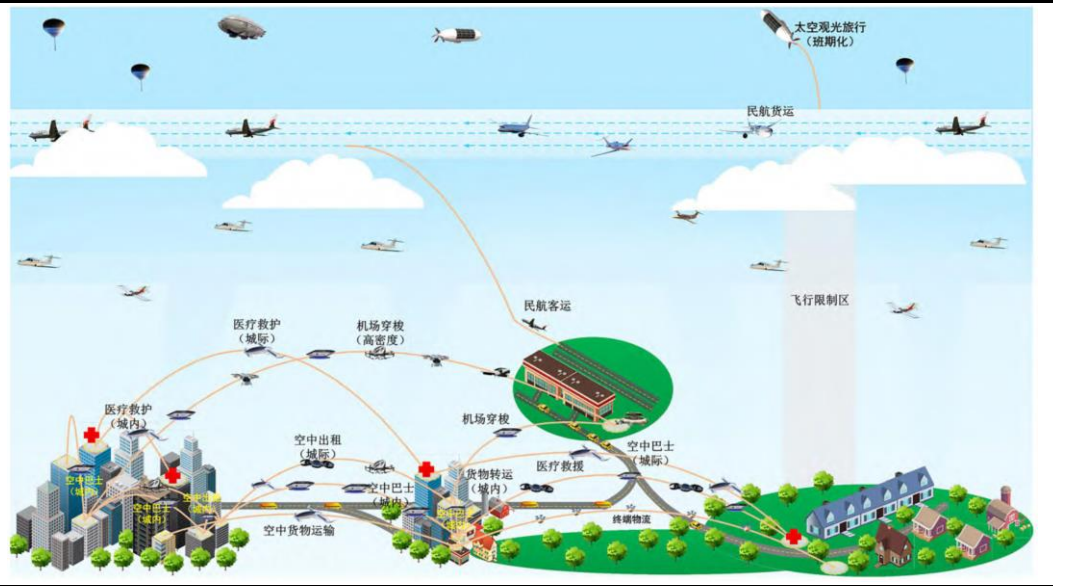 太空观光旅行
（班期化）
民航货运
飞行限制区
民航客运
医疗救护
（城际）
机场穿梭
（高密度）
医疗救护
（城内）
机场穿梭
空中出租
（城际）
空中巴士
（城际）
货物转运
（城内）
医疗救援
空中巴士
（城内）
空中巴士
（城内）
空中巴士
（城内）
空中货物运输
终端物流